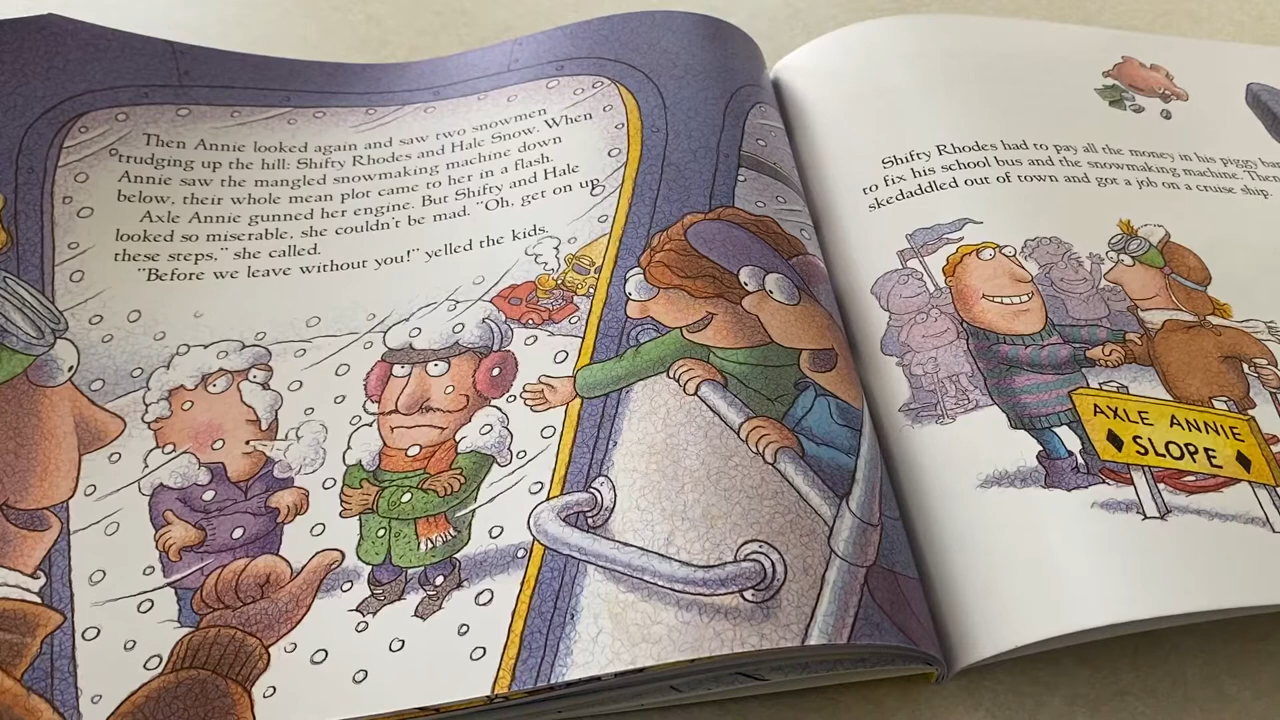 Then Annie looked again and saw two snowmen
trudging up the hill: Shifty Rhodes and Hale Snow. When
Annie saw the mangled snowmaking machine down
below, their whole mean plot came to her in a flash.
Axle Annie gunned her engine. But Shifty and Hale
looked so miserable, she couldn't be mad. "Oh, get on up
these steps," she called.
"Before we leave without you!" yelled the kids.
Shifty Rhodes had to pay all the money in his piggy
to fix his school bus and the snowmaking machine. Then
skedaddled out of town and got a job on a cruise ship.
AXLE ANNIE
SLOPE